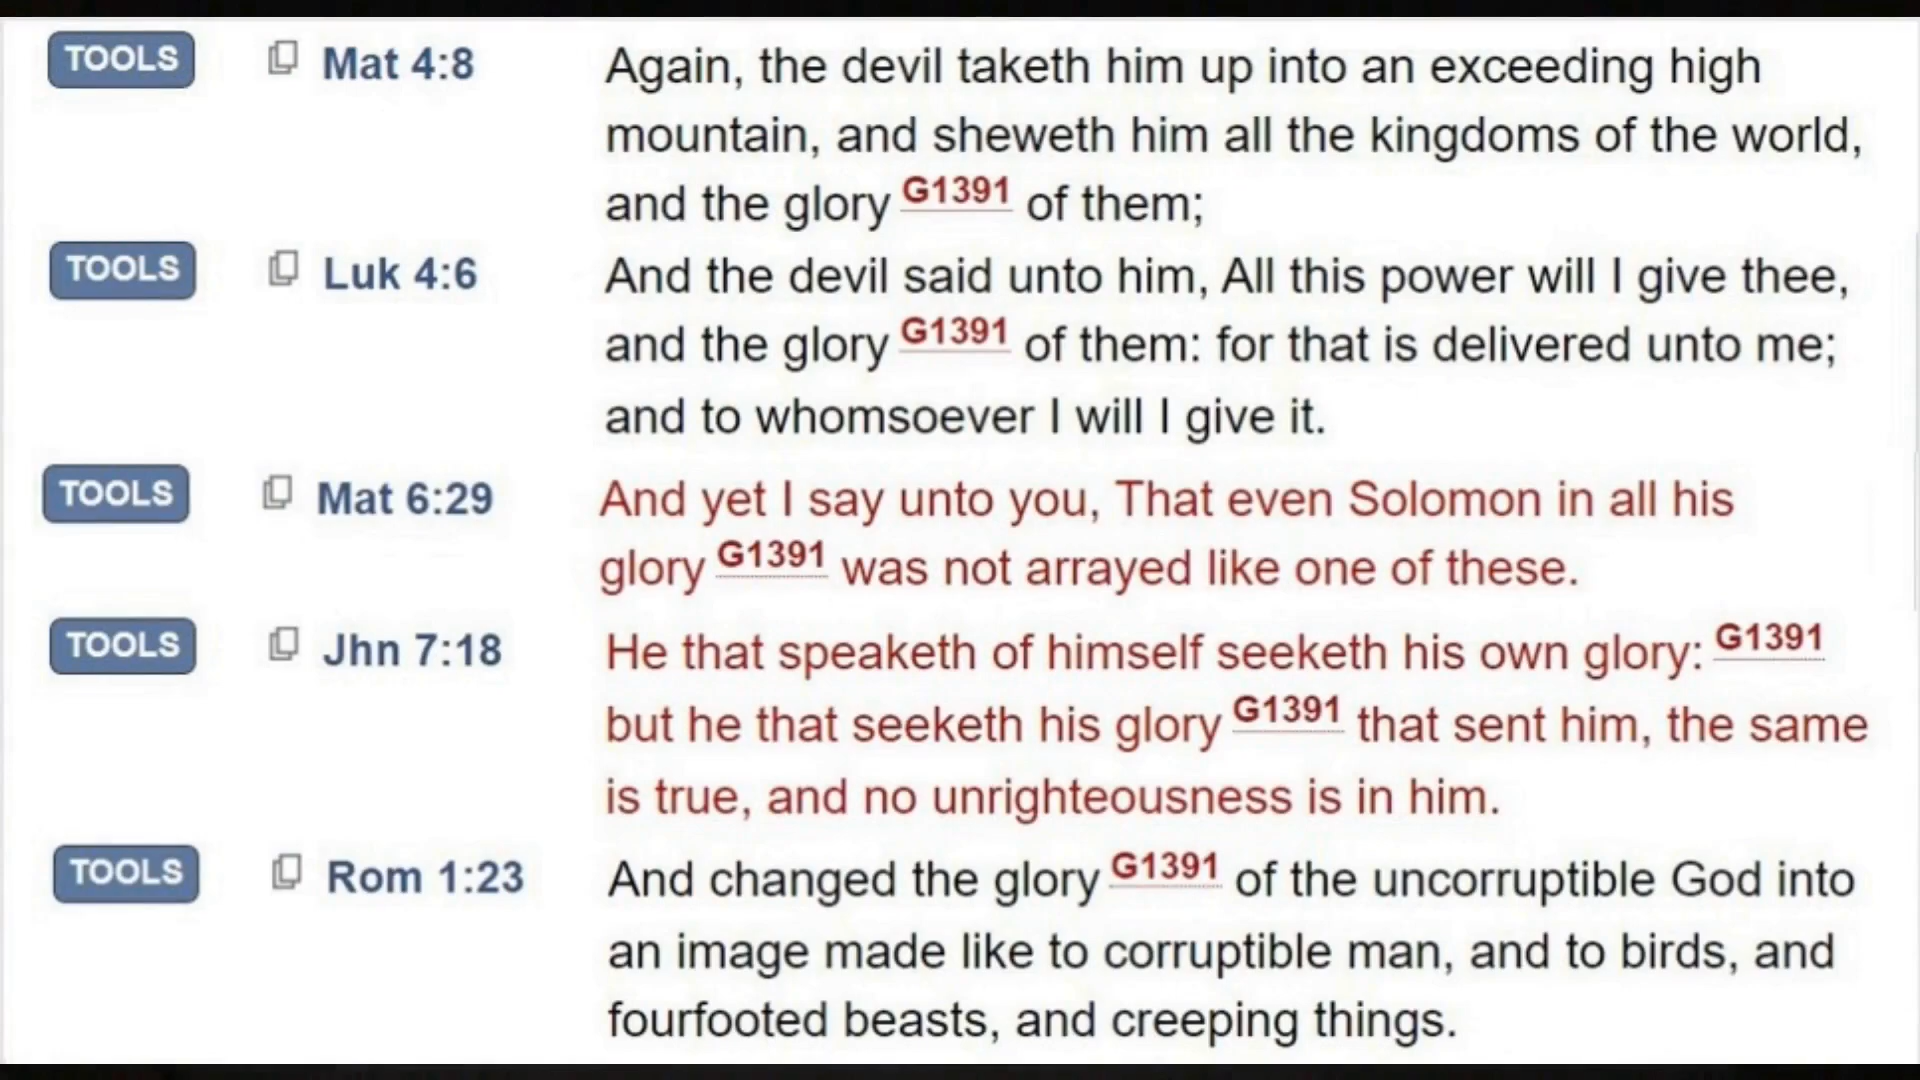 TOOLS Mat 4:8 Again, the devil taketh him up into an exceeding high
mountain, and sheweth him all the kingdoms of the world,
and the glory G1391 of them;
TOOLS Luk 4:6 And the devil said unto him, All this power will I give thee,
and the glory G1391 of them: for that is delivered unto me;
and to whomsoever I will I give it.
TOOLS Mat 6:29 And yet I say unto you, That even Solomon in all his
glory G1391 was not arrayed like one of these.
TOOLS Jhn 7:18 He that speaketh of himself seeketh his own glory: G1391
but he that seeketh his glory G1391 that sent him, the same
is true, and no unrighteousness is in him.
TOOLS Rom 1:23 And changed the glory G1391 of the uncorruptible God into
an image made like to corruptible man, and to birds, and
fourfooted beasts, and creeping things.